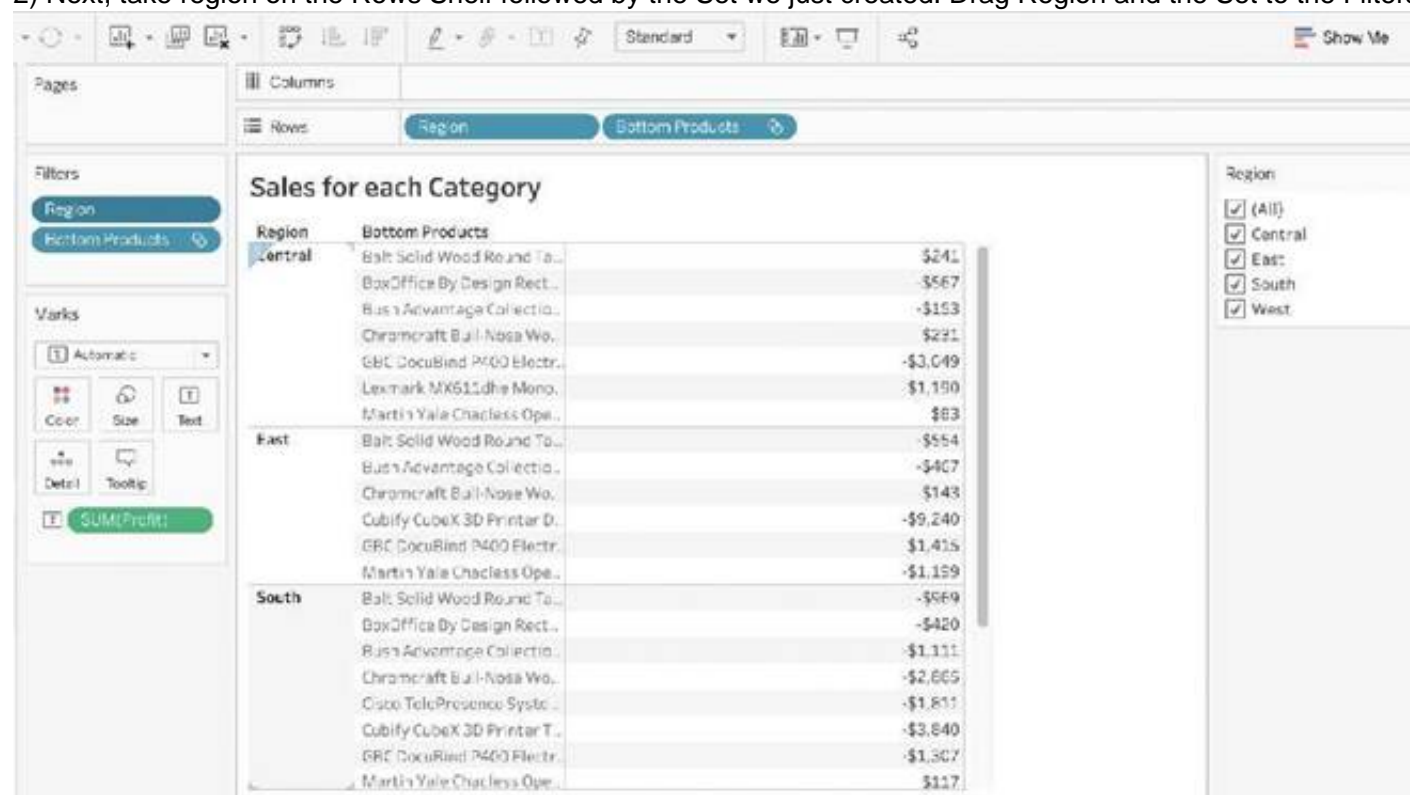 2) Next, take region on the Rows Shelf followed by the Set we just created. Drag Region and the Set to the Filters
Standard
Show Me
Pages
Columns
Rows
Region
Bottom Products
Filters
Region
Bottom Products
Sales for each Category
Region
Bottom Products
Region
(All)
Central
East
South
West
Marks
Automatic
Color
Size
Text
Detail
Tooltip
SUM(Profit)
Central
Balt Solid Wood Round Ta...
$241
BoxOffice By Design Rect...
-$567
Bush Advantage Collectio...
-$153
Chromcraft Bull-Nose Wo..
$231
GBC DocuBind P400 Electr..
-$3,049
Lexmark MX611dhe Mono.
$1,190
Martin Yale Chadless Ope...
$83
East
Balt Solid Wood Round Ta...
-$554
Bush Advantage Collectio...
-$467
Chromcraft Bull-Nose Wo..
$143
Cubify CubeX 3D Printer D..
-$9,240
GBC DocuBind P400 Electr..
$1,415
Martin Yale Chadless Ope...
-$1,199
South
Balt Solid Wood Round Ta...
-$969
BoxOffice By Design Rect...
-$420
Bush Advantage Collectio...
-$1,111
Chromcraft Bull-Nose Wo..
Cisco TelePresence Syste...
-$1,811
Cubify CubeX 3D Printer T...
-$3,840
GBC DocuBind P400 Electr..
-$1,307
Martin Yale Chadless Ope...
$117